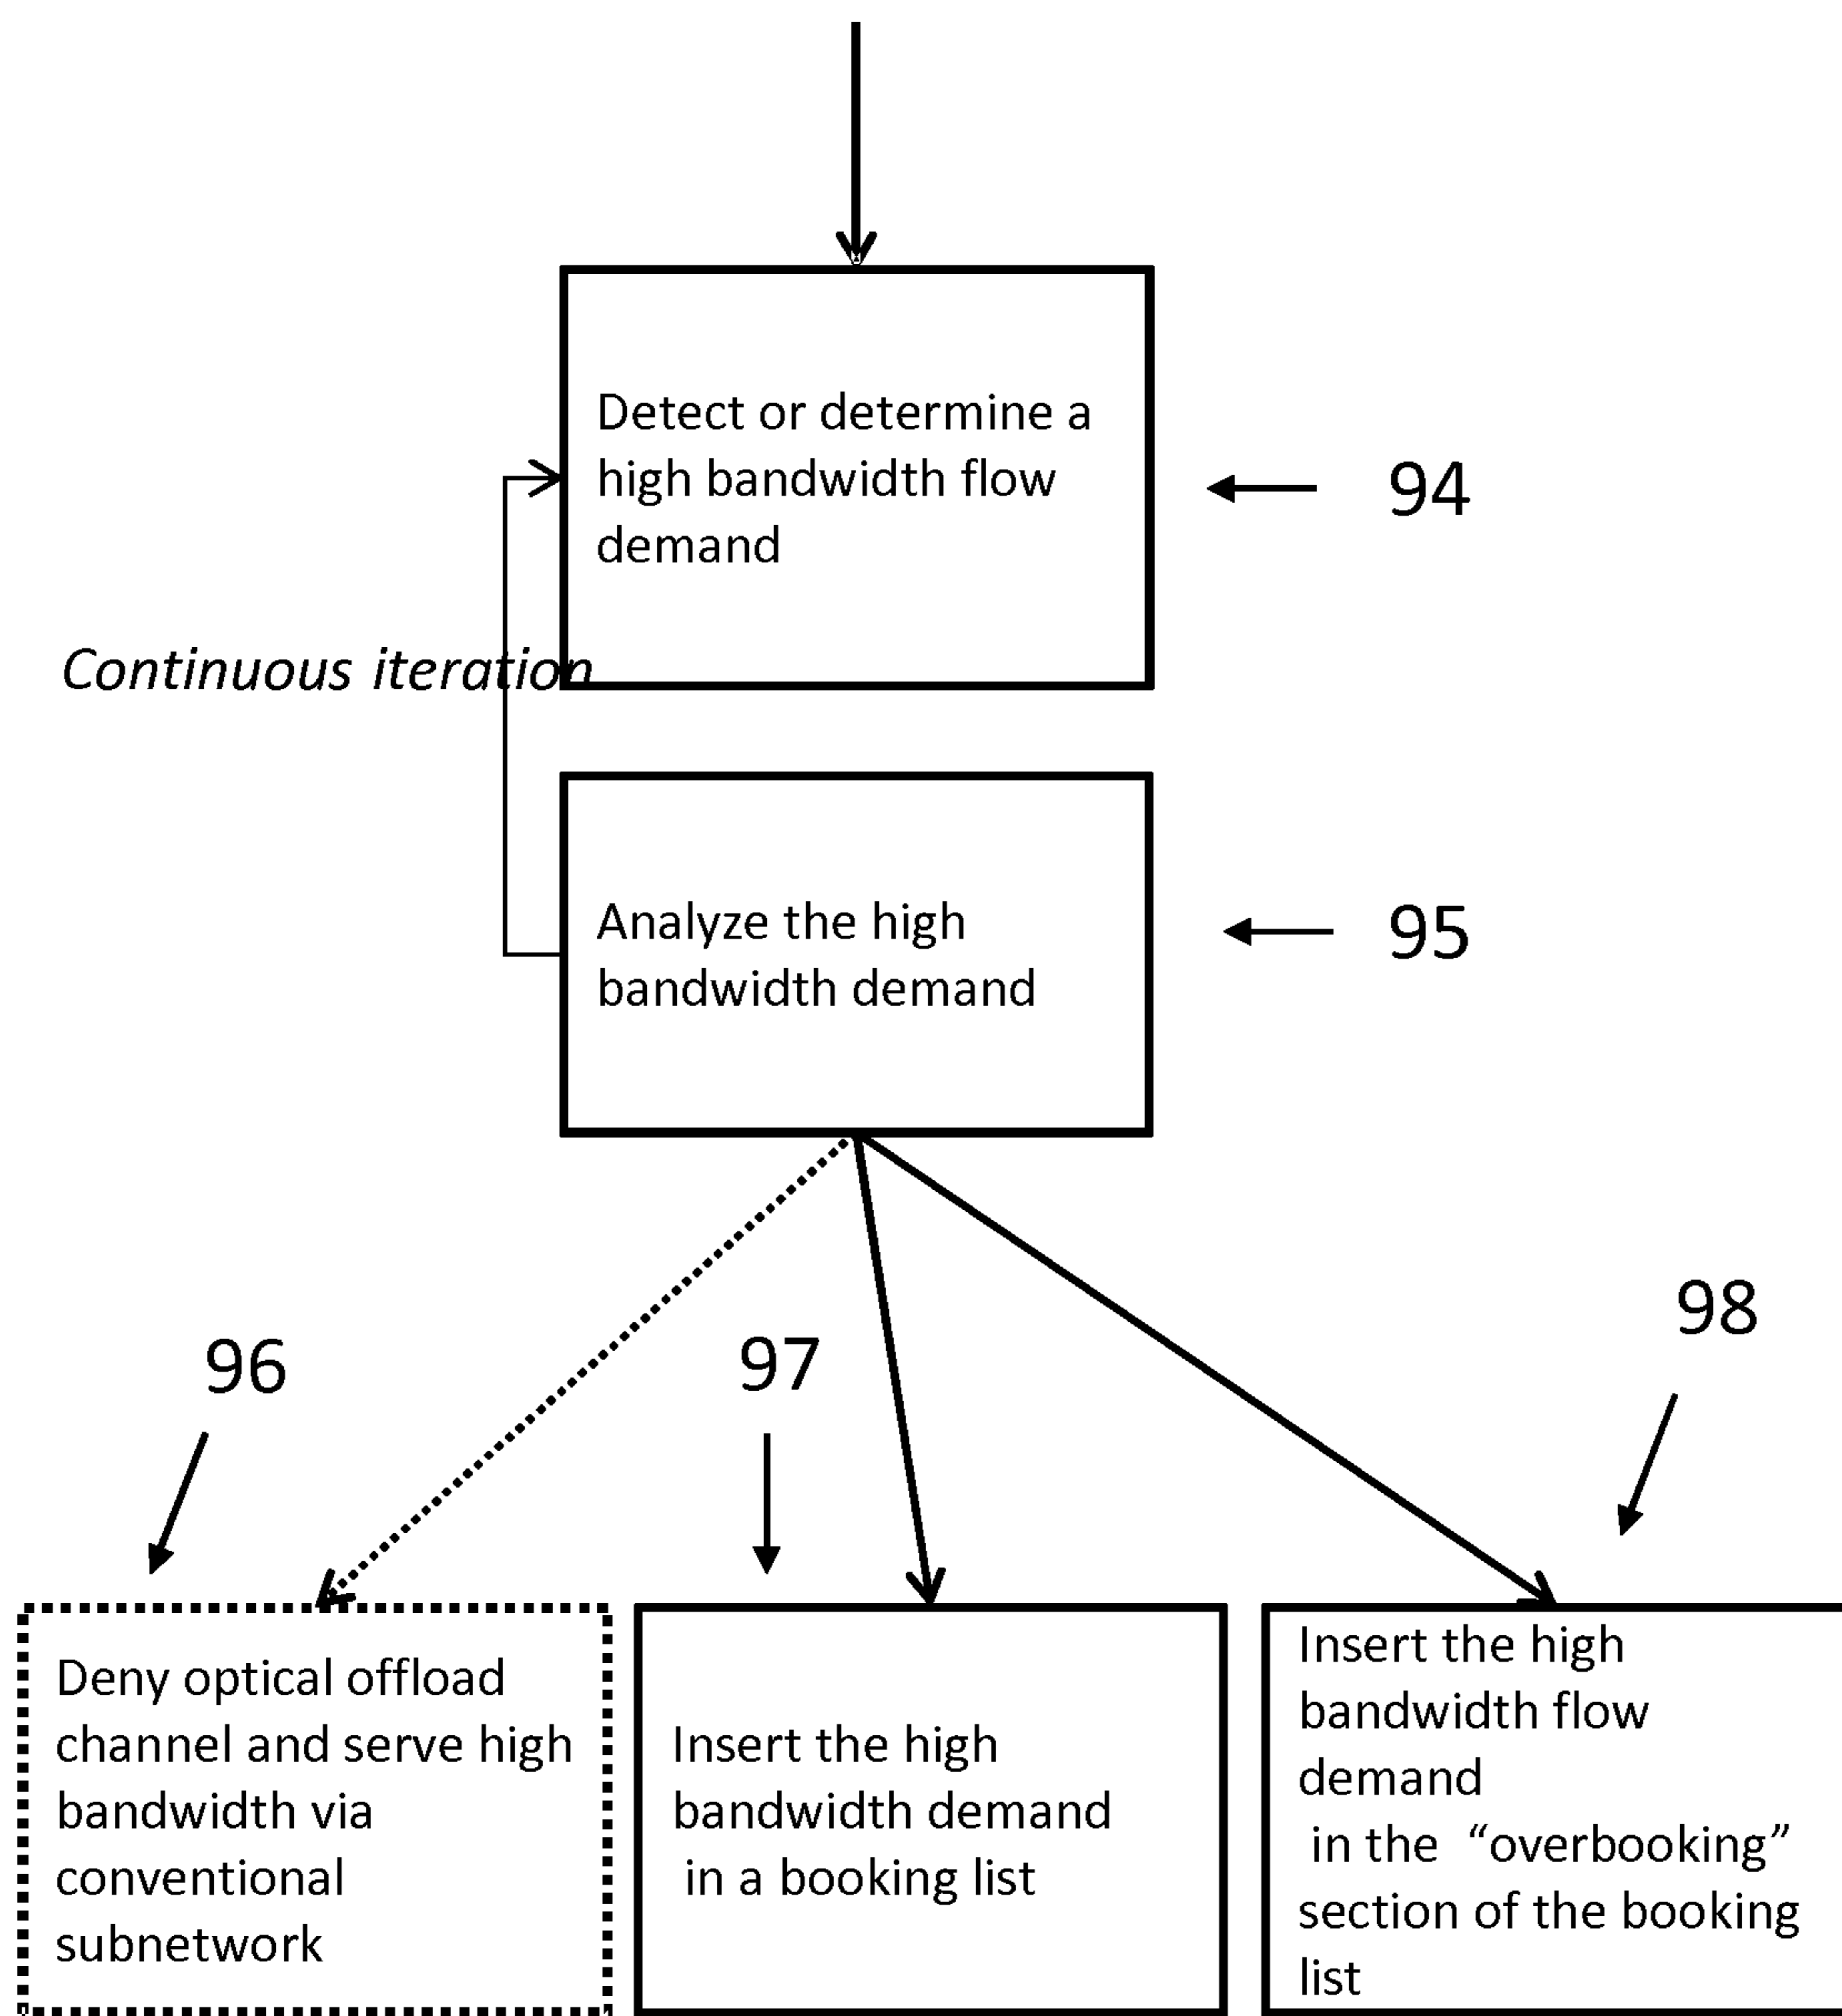 Detect or determine a
high bandwidth flow
demand
94
Continuous iteration
Analyze the high
bandwidth demand
95
96
97
98
Deny optical offload
channel and serve high
bandwidth via
conventional
subnetwork
Insert the high
bandwidth demand
in a booking list
Insert the high
bandwidth flow
demand
in the “overbooking”
section of the booking
list